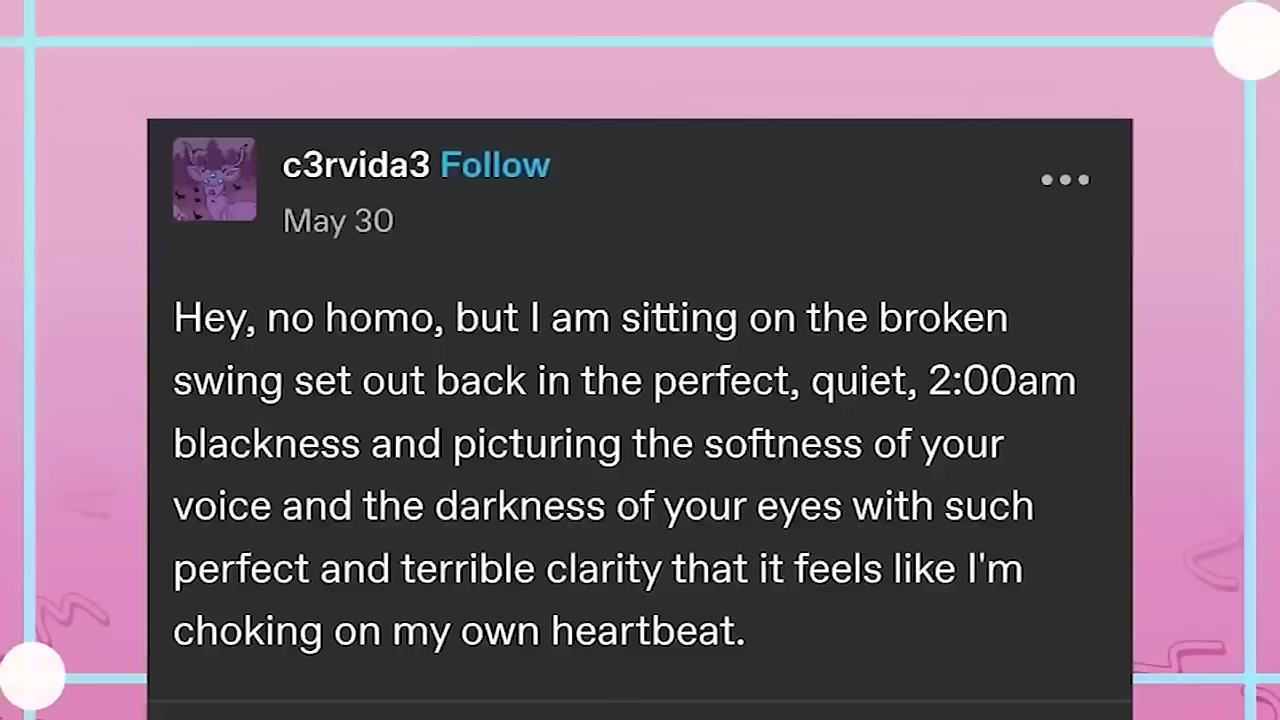 c3rvida3 Follow
May 30
Hey, no homo, but I am sitting on the broken
swing set out back in the perfect, quiet, 2:00am
blackness and picturing the softness of your
voice and the darkness of your eyes with such
perfect and terrible clarity that it feels like I'm
choking on my own heartbeat.